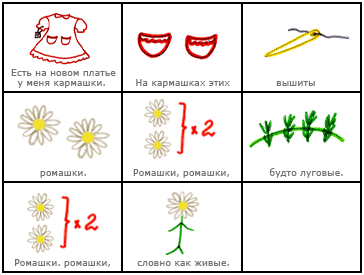 Есть на новом платье
у меня кармашки.
На кармашках этих
вышиты
ромашки.
x 2
Ромашки, ромашки,
будто луговые.
x 2
Ромашки. ромашки,
словно как живые.